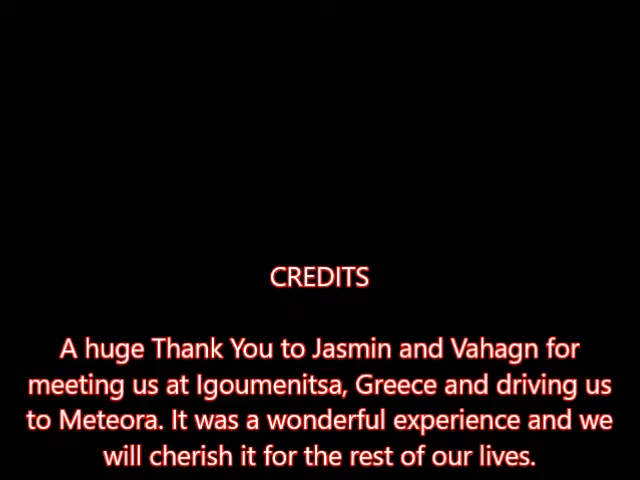 CREDITS
A huge Thank You to Jasmin and Vahagn for
meeting us at Igoumenitsa, Greece and driving us
to Meteora. It was a wonderful experience and we
will cherish it for the rest of our lives.